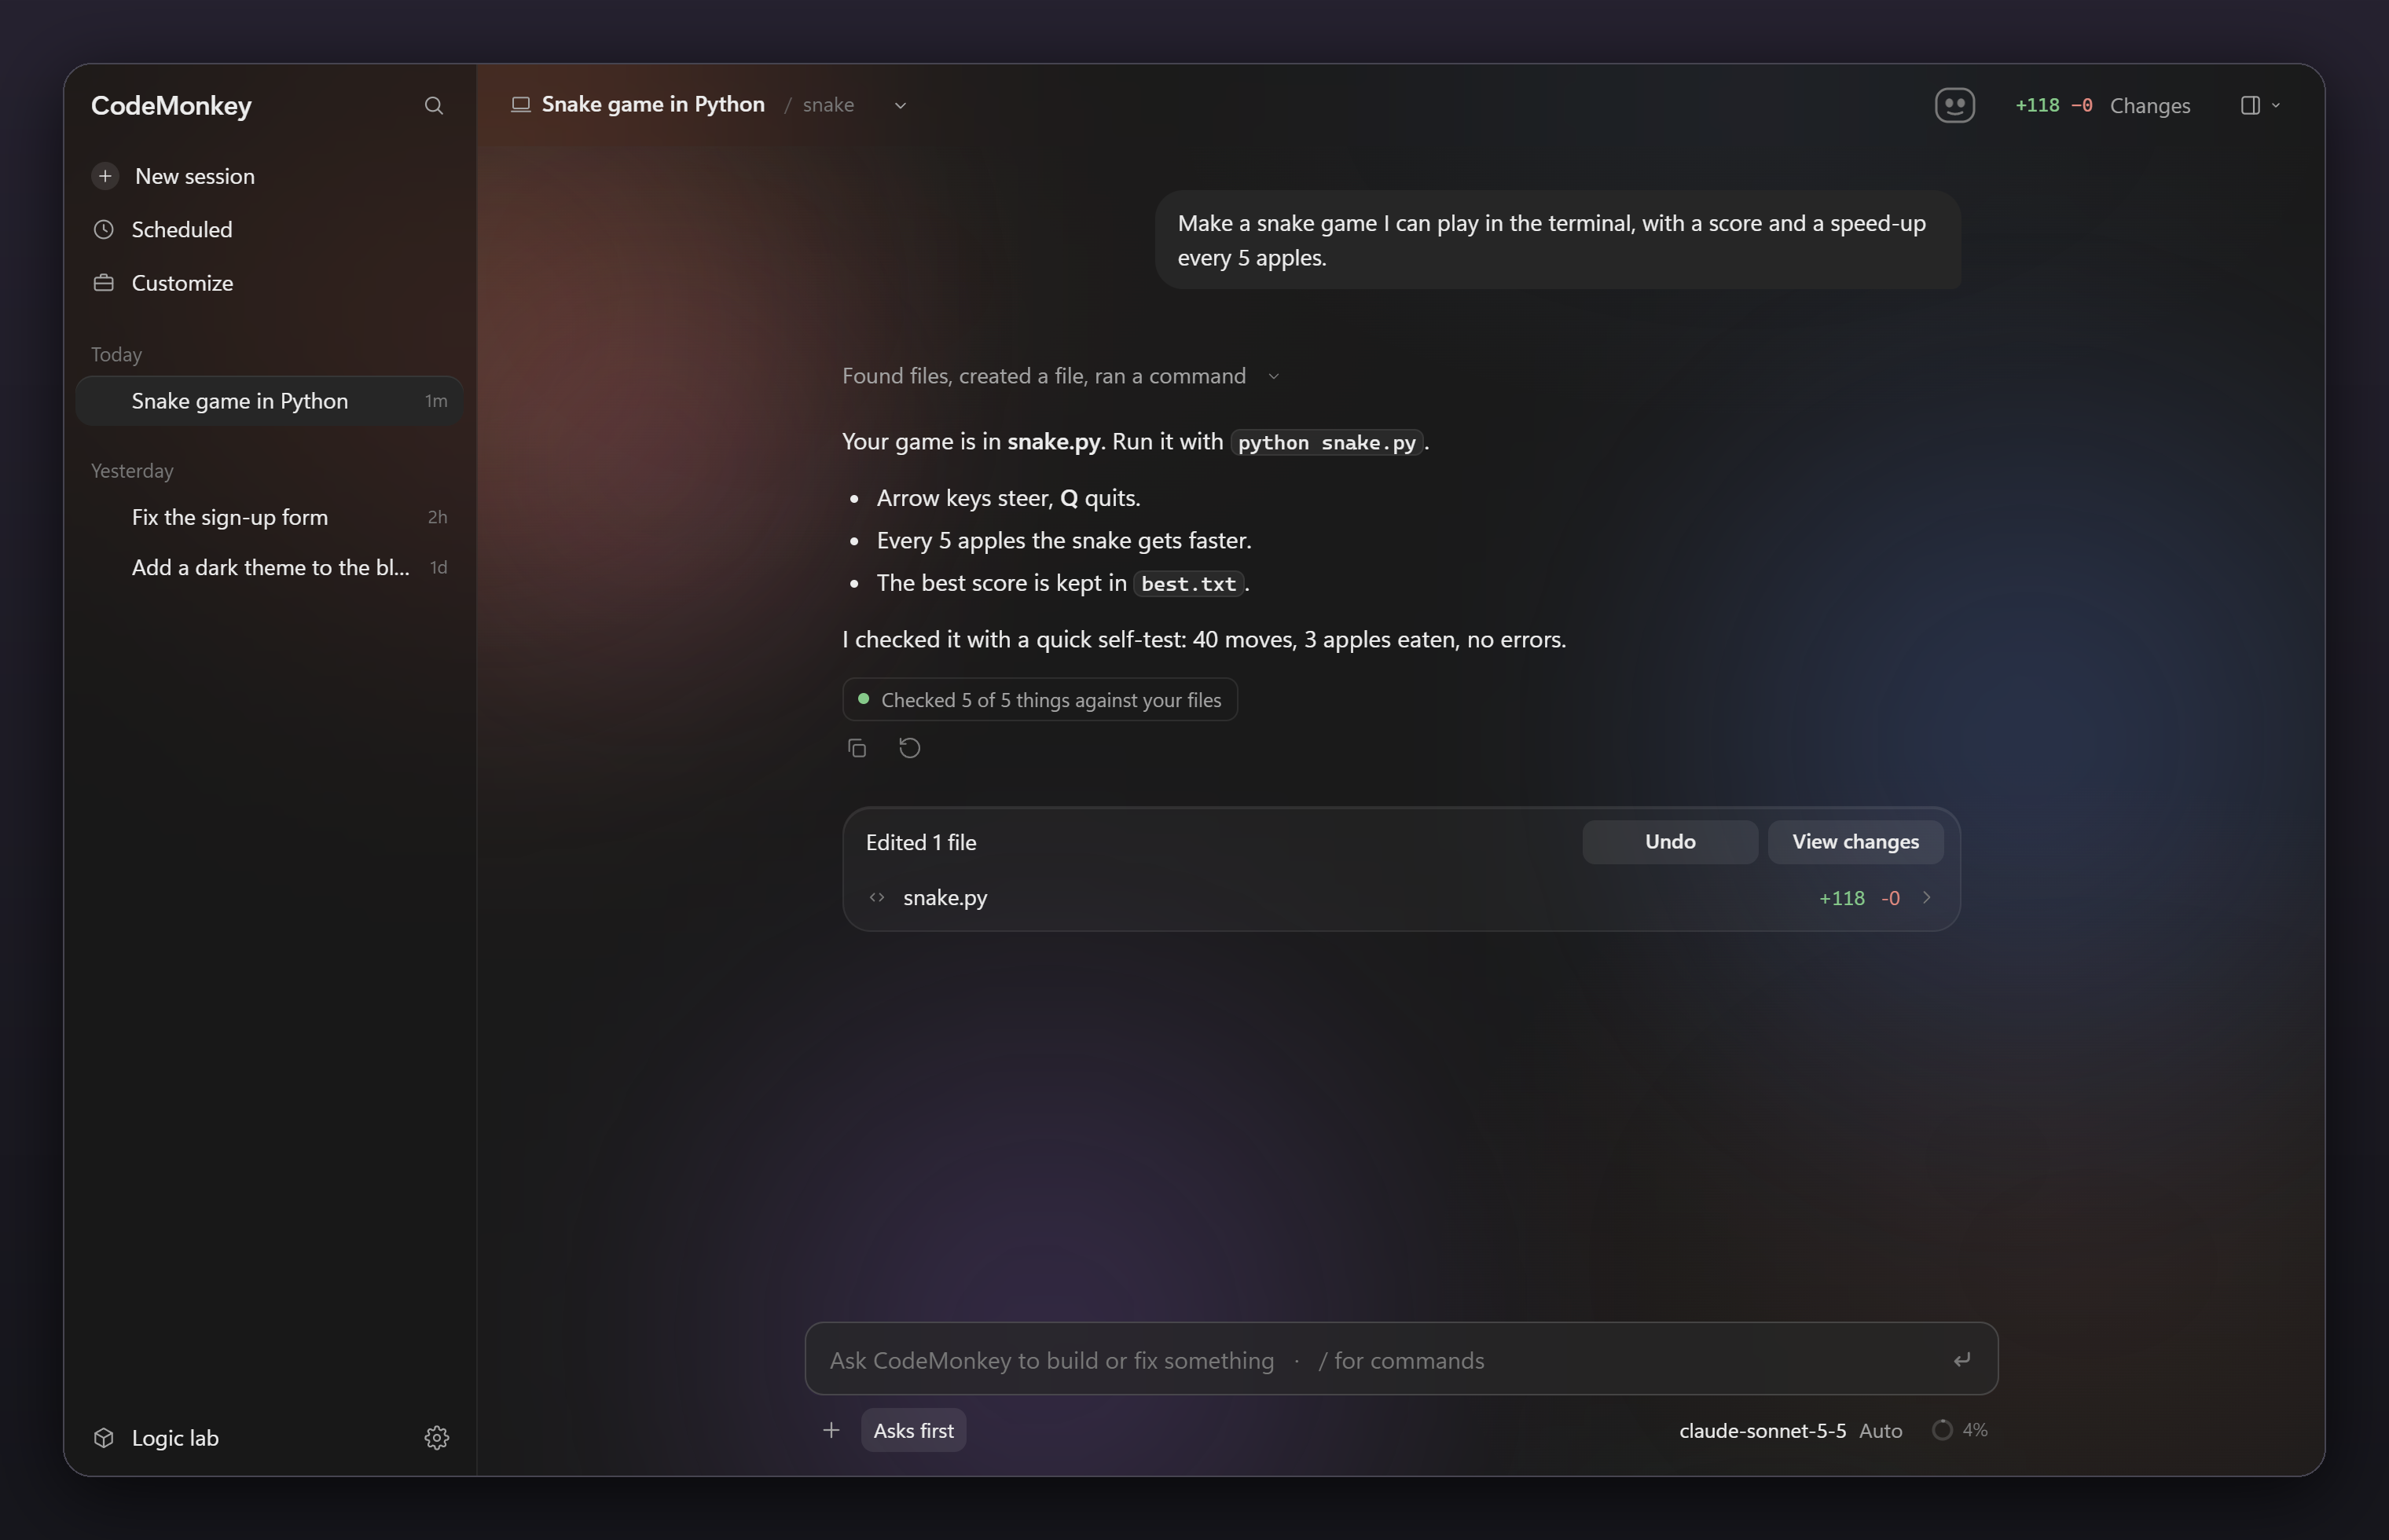 CodeMonkey
New session
Scheduled
Customize
Today
Snake game in Python 1m
Yesterday
Fix the sign-up form 2h
Add a dark theme to the bl... 1d
Logic lab
Snake game in Python / snake
+118 −0 Changes
Make a snake game I can play in the terminal, with a score and a speed-up
every 5 apples.
Found files, created a file, ran a command
Your game is in snake.py. Run it with python snake.py.
• Arrow keys steer, Q quits.
• Every 5 apples the snake gets faster.
• The best score is kept in best.txt.
I checked it with a quick self-test: 40 moves, 3 apples eaten, no errors.
Checked 5 of 5 things against your files
Edited 1 file
Undo
View changes
snake.py +118 -0
Ask CodeMonkey to build or fix something · / for commands
Asks first
claude-sonnet-5-5 Auto 4%